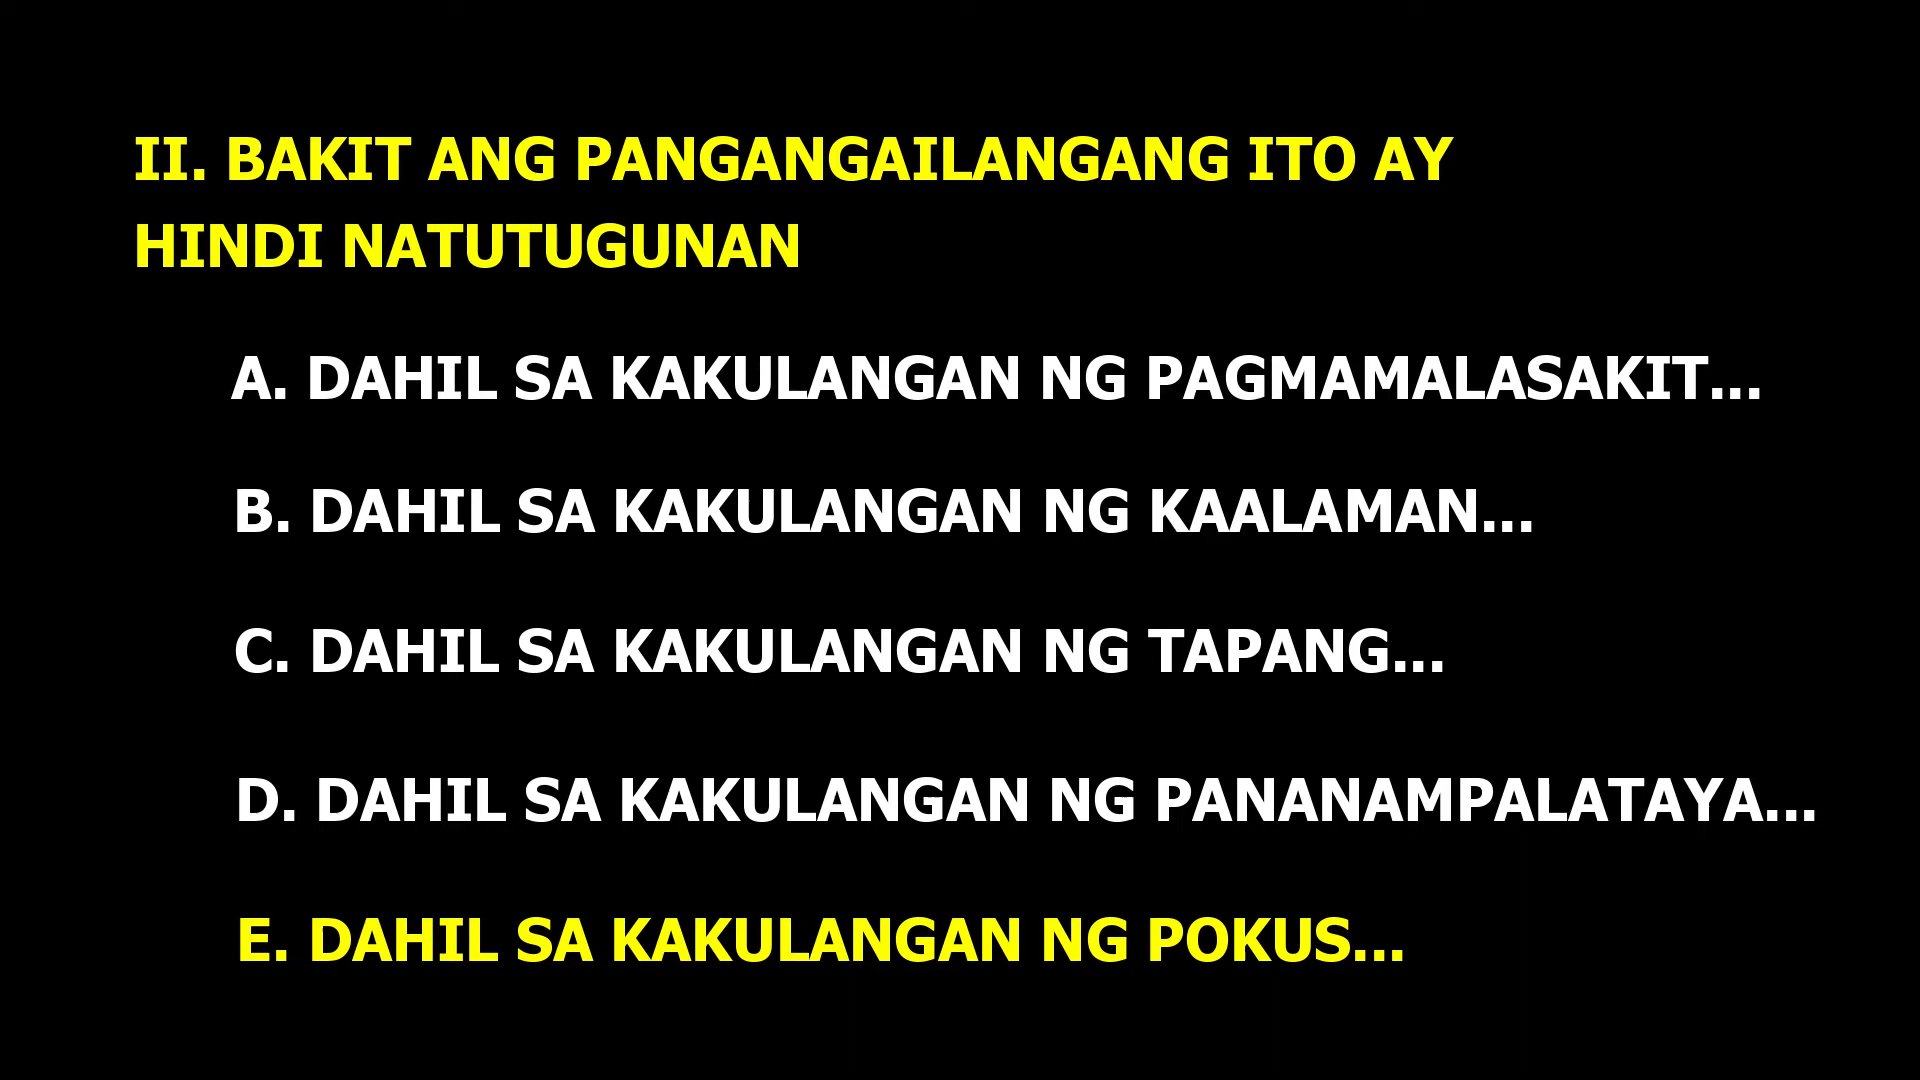 II. BAKIT ANG PANGANGAILANGANG ITO AY
HINDI NATUTUGUNAN
A. DAHIL SA KAKULANGAN NG PAGMAMALASAKIT...
B. DAHIL SA KAKULANGAN NG KAALAMAN...
C. DAHIL SA KAKULANGAN NG TAPANG...
D. DAHIL SA KAKULANGAN NG PANANAMPALATAYA...
E. DAHIL SA KAKULANGAN NG POKUS...